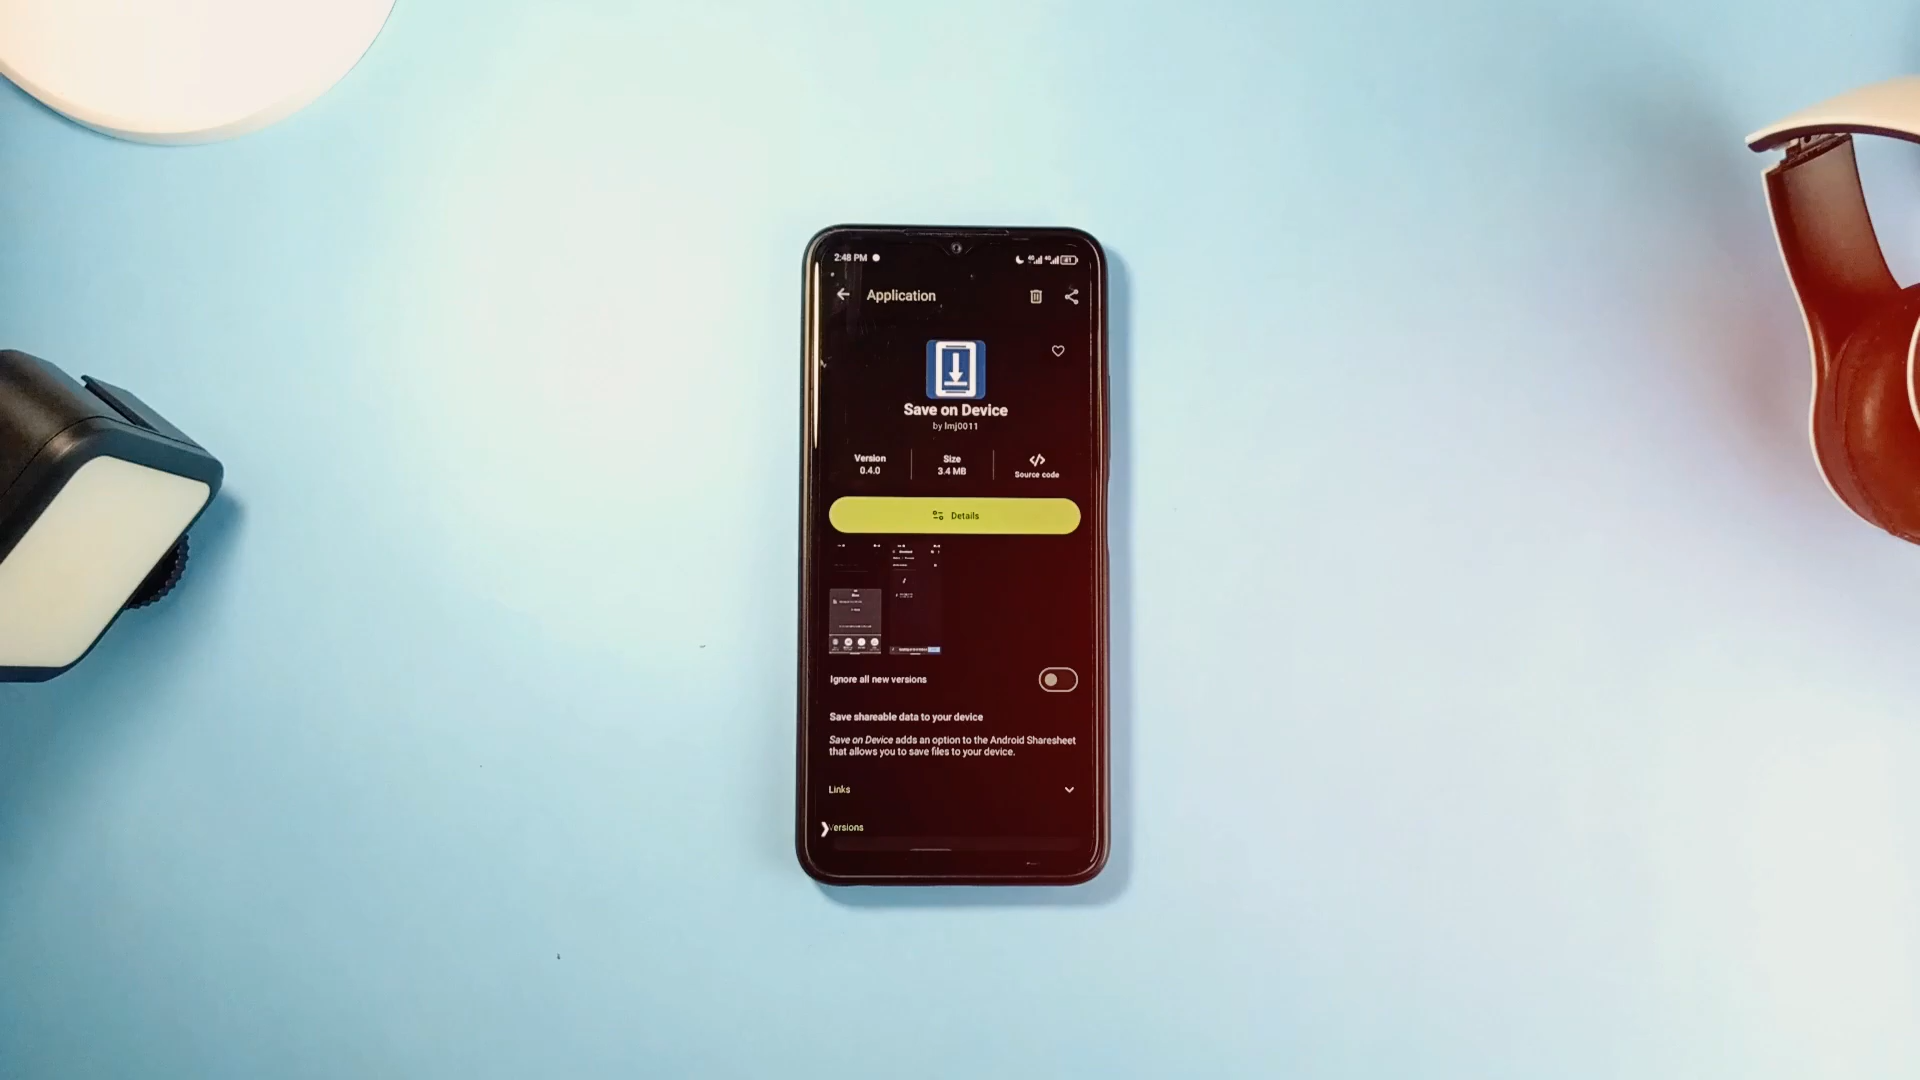 2:48 PM
Application
Save on Device
by lmj0011
Version
0.4.0
Size
3.4 MB
Source code
Details
Ignore all new versions
Save shareable data to your device
Save on Device adds an option to the Android Sharesheet
that allows you to save files to your device.
Links
Versions